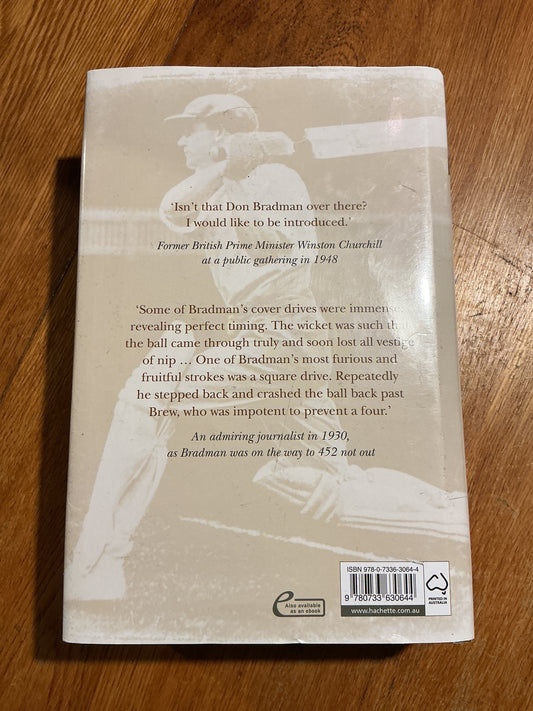 ‘Isn’t that Don Bradman over there?
I would like to be introduced.’
Former British Prime Minister Winston Churchill
at a public gathering in 1948
‘Some of Bradman’s cover drives were immense,
revealing perfect timing. The wicket was such that
the ball came through truly and soon lost all vestige
of nip … One of Bradman’s most furious and
fruitful strokes was a square drive. Repeatedly
he stepped back and crashed the ball back past
Brew, who was impotent to prevent a four.’
An admiring journalist in 1930,
as Bradman was on the way to 452 not out
e
Also available
as an ebook
ISBN 978-0-7336-3064-4
9 780733 630644
www.hachette.com.au
PRINTED IN
AUSTRALIA